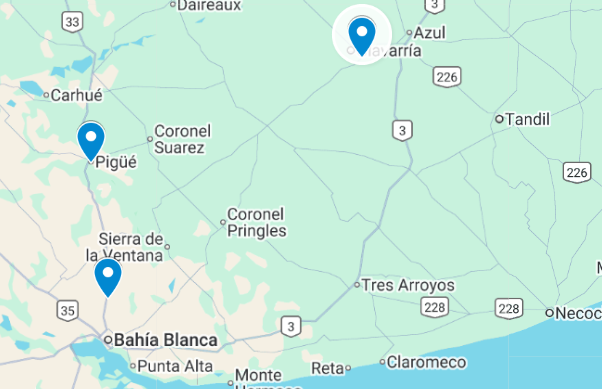 Daireaux
3
33
Azul
226
Carhué
Tandil
Coronel
Suarez
3
Pigüé
226
Coronel
Pringles
Sierra de
la Ventana
Tres Arroyos
35
228
228
3
Bahía Blanca
Punta Alta
Claromeco
Reta
Monte